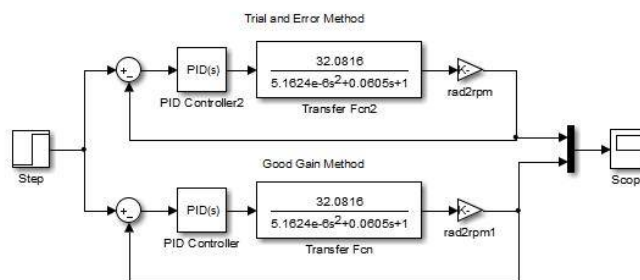 Trial and Error Method
+
-
PID(s)
32.0816
5.1624e-6s²+0.0605s+1
K-
rad2rpm
PID Controller2
Transfer Fcn2
Step
Scop
Good Gain Method
+
-
PID(s)
32.0816
5.1624e-6s²+0.0605s+1
K-
rad2rpm1
PID Controller
Transfer Fcn